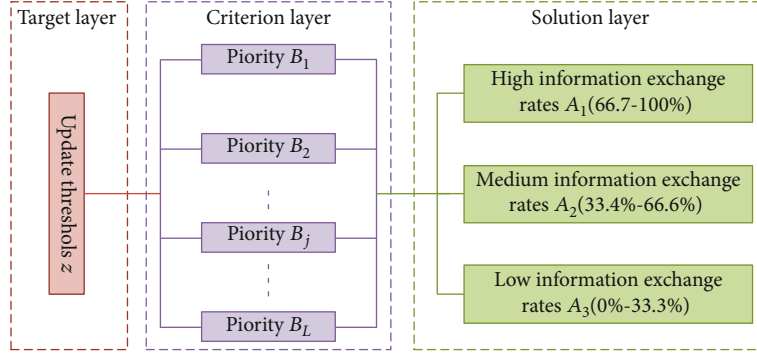 Target layer
Update threshols z
Criterion layer
Piority B1
Piority B2
Piority Bj
Piority BL
Solution layer
High information exchange
rates A1(66.7-100%)
Medium information exchange
rates A2(33.4%-66.6%)
Low information exchange
rates A3(0%-33.3%)